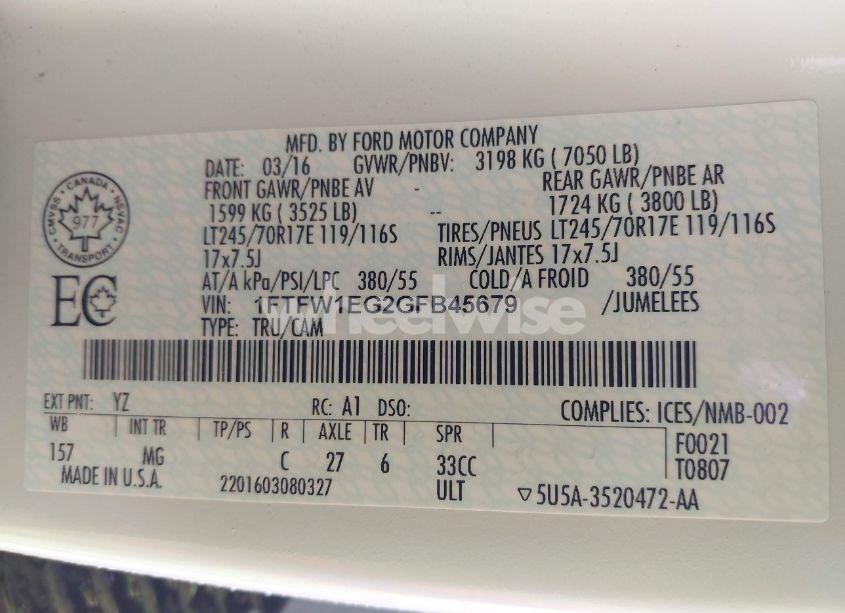 MFD. BY FORD MOTOR COMPANY
DATE: 03/16 GVWR/PNBV: 3198 KG ( 7050 LB)
FRONT GAWR/PNBE AV - REAR GAWR/PNBE AR
1599 KG ( 3525 LB) -- 1724 KG ( 3800 LB)
LT245/70R17E 119/116S TIRES/PNEUS LT245/70R17E 119/116S
17x7.5J RIMS/JANTES 17x7.5J
AT/A kPa/PSI/LPC 380/55 COLD/A FROID 380/55
VIN: 1FTFW1EG2GFB45679 /JUMELEES
TYPE: TRU/CAM
CMVSS • CANADA • NSVAC
977
TRANSPORT
EC
wheelwise
EXT PNT: YZ RC: A1 DSO: COMPLIES: ICES/NMB-002
WB INT TR TP/PS R AXLE TR SPR F0021
157 MG C 27 6 33CC T0807
MADE IN U.S.A. 2201603080327 ULT ▽5U5A-3520472-AA